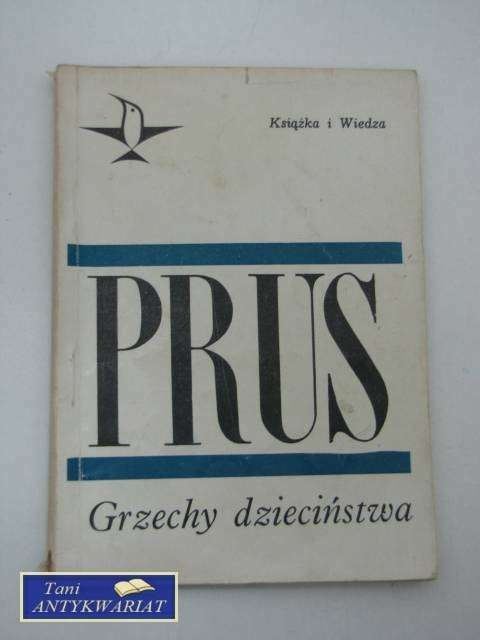 Książka i Wiedza
PRUS
Grzechy dzieciństwa
Tani
ANTYKWARIAT